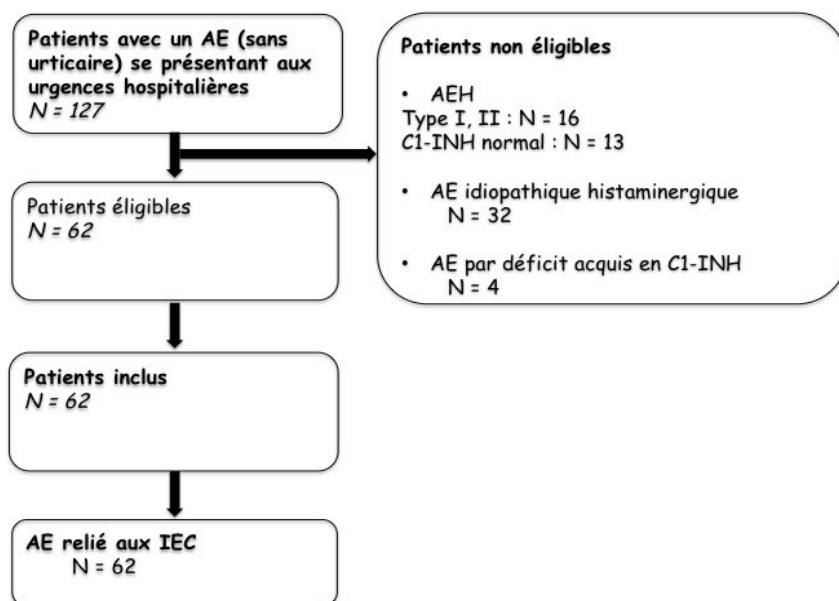 Patients avec un AE (sans
urticaire) se présentant aux
urgences hospitalières
N = 127
Patients non éligibles
• AEH
Type I, II : N = 16
C1-INH normal : N = 13
• AE idiopathique histaminergique
N = 32
• AE par déficit acquis en C1-INH
N = 4
Patients éligibles
N = 62
Patients inclus
N = 62
AE relié aux IEC
N = 62